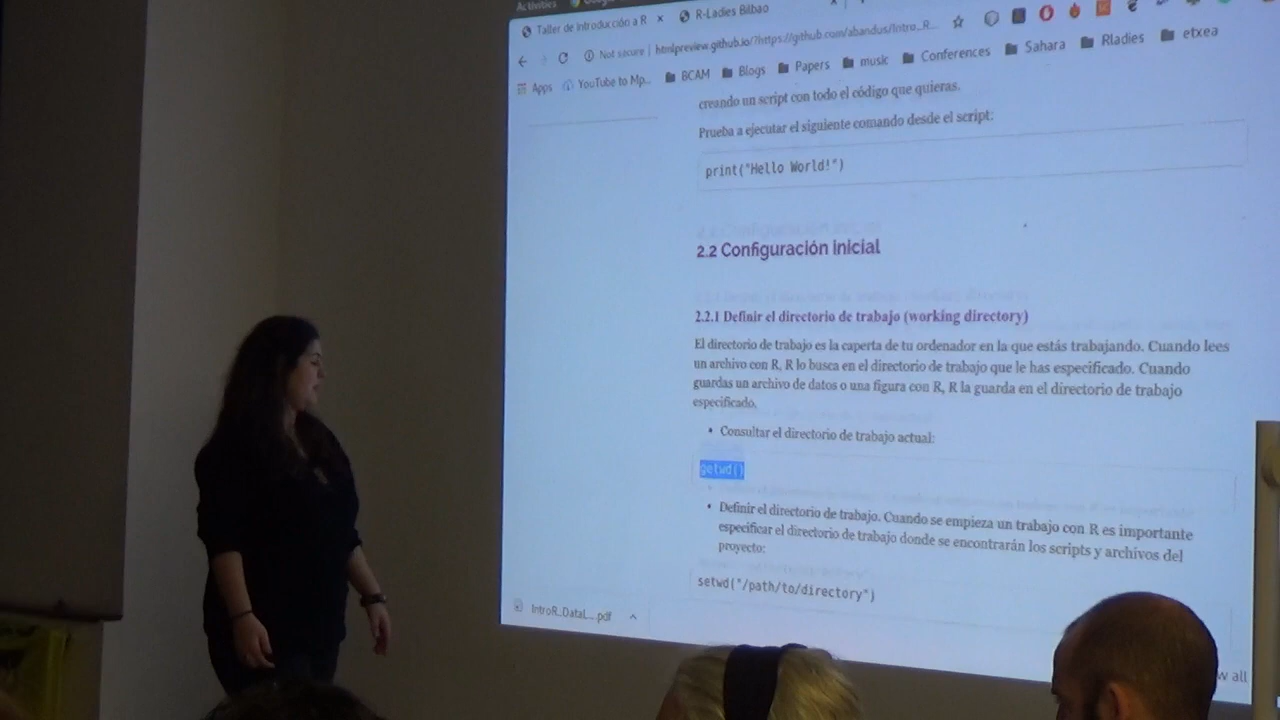 Activities
Taller de introducción a R ×
R-Ladies Bilbao
Not secure | htmlpreview.github.io/?https://github.com/abandus/Intro_R...
Apps YouTube to Mp... BCAM Blogs Papers music Conferences Sahara Rladies etxea
creando un script con todo el código que quieras.
Prueba a ejecutar el siguiente comando desde el script:
print("Hello World!")
2.2 Configuración inicial
2.2.1 Definir el directorio de trabajo (working directory)
El directorio de trabajo es la caperta de tu ordenador en la que estás trabajando. Cuando lees
un archivo con R, R lo busca en el directorio de trabajo que le has especificado. Cuando
guardas un archivo de datos o una figura con R, R la guarda en el directorio de trabajo
especificado.
• Consultar el directorio de trabajo actual:
getwd()
• Definir el directorio de trabajo. Cuando se empieza un trabajo con R es importante
especificar el directorio de trabajo donde se encontrarán los scripts y archivos del
proyecto:
setwd("/path/to/directory")
IntroR_DataL....pdf
w all